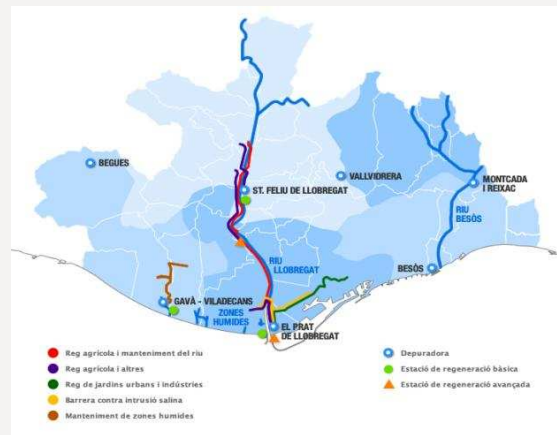 BEGUES
VALLVIDRERA
MONTCADA
I REIXAC
ST. FELIU DE LLOBREGAT
RIU
BESÒS
RIU
LLOBREGAT
BESÒS
GAVÀ - VILADECANS
ZONES
HUMIDES
EL PRAT
DE LLOBREGAT
Reg agrícola i manteniment del riu
Reg agrícola i altres
Reg de jardins urbans i indústries
Barrera contra intrusió salina
Manteniment de zones humides
Depuradora
Estació de regeneració bàsica
Estació de regeneració avançada